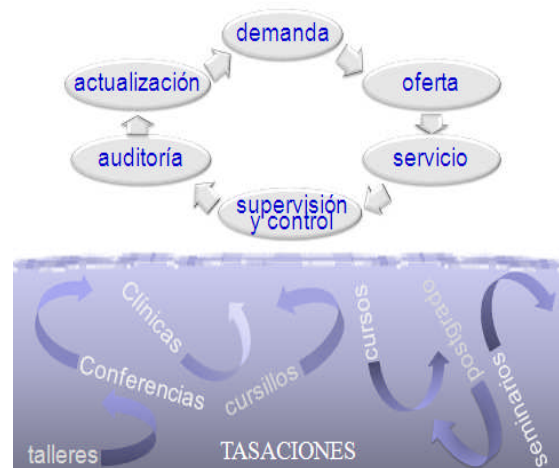 demanda
actualización
oferta
auditoría
servicio
supervisión
y control
Clínicas
cursos
postgrado
Conferencias
cursillos
seminarios
talleres
TASACIONES